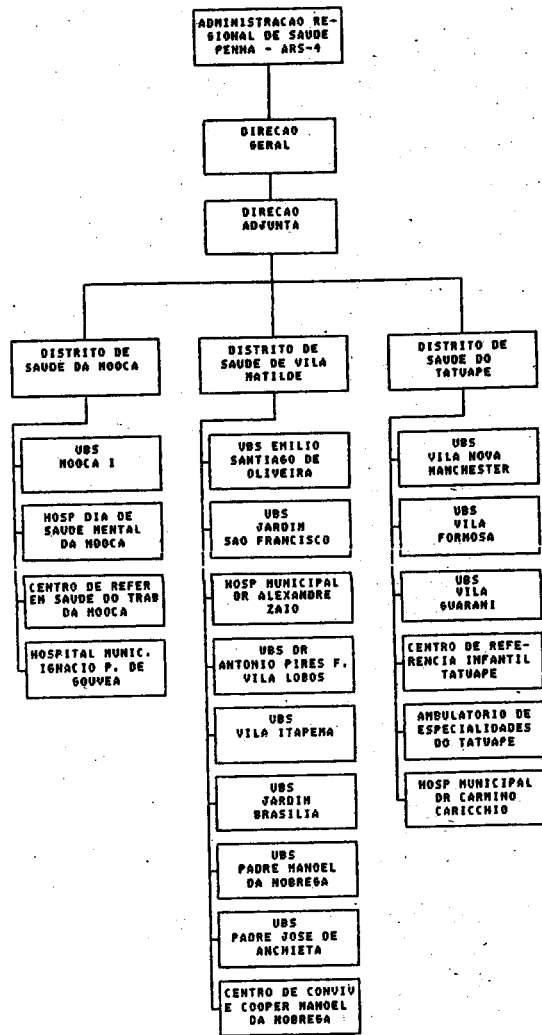 ADMINISTRACAO RE-
GIONAL DE SAUDE
PENHA - ARS-4
DIRECAO
GERAL
DIRECAO
ADJUNTA
DISTRITO DE
SAUDE DA MOOCA
UBS
MOOCA I
HOSP DIA DE
SAUDE MENTAL
DA MOOCA
CENTRO DE REFER
EM SAUDE DO TRAB
DA MOOCA
HOSPITAL MUNIC.
IGNACIO P. DE
GOUVEA
DISTRITO DE
SAUDE DE VILA
MATILDE
UBS EMILIO
SANTIAGO DE
OLIVEIRA
UBS
JARDIM
SAO FRANCISCO
HOSP MUNICIPAL
DR ALEXANDRE
ZAIO
UBS DR
ANTONIO PIRES F.
VILA LOBOS
UBS
VILA ITAPEMA
UBS
JARDIM
BRASILIA
UBS
PADRE MANOEL
DA NOBREGA
UBS
PADRE JOSE DE
ANCHIETA
CENTRO DE CONVIV
E COOPER MANOEL
DA NOBREGA
DISTRITO DE
SAUDE DO
TATUAPE
UBS
VILA NOVA
MANCHESTER
UBS
VILA
FORMOSA
UBS
VILA
GUARANI
CENTRO DE REFE-
RENCIA INFANTIL
TATUAPE
AMBULATORIO DE
ESPECIALIDADES
DO TATUAPE
HOSP MUNICIPAL
DR CARMINO
CARICCHIO